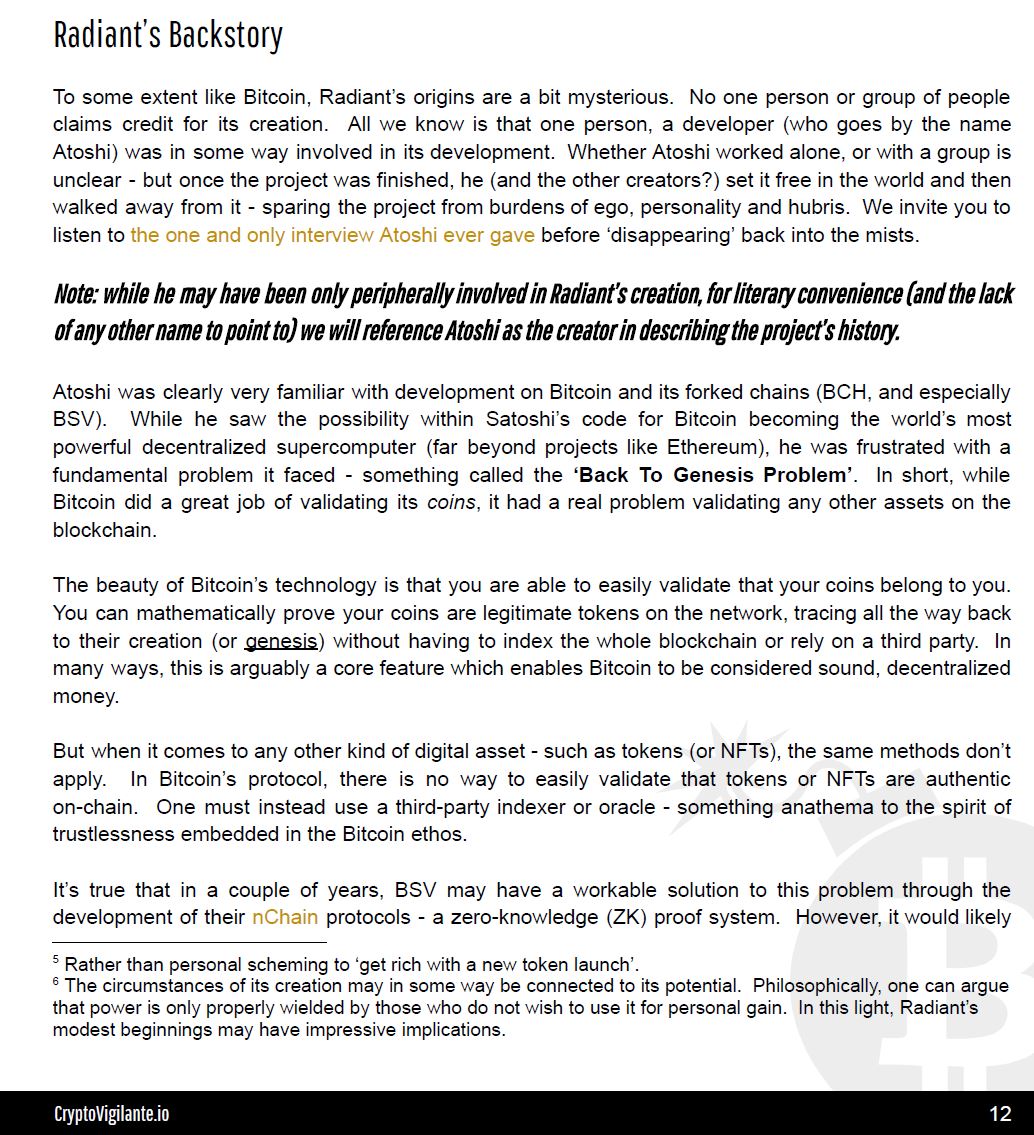 Radiant's Backstory
To some extent like Bitcoin, Radiant's origins are a bit mysterious. No one person or group of people
claims credit for its creation. All we know is that one person, a developer (who goes by the name
Atoshi) was in some way involved in its development. Whether Atoshi worked alone, or with a group is
unclear - but once the project was finished, he (and the other creators?) set it free in the world and then
walked away from it - sparing the project from burdens of ego, personality and hubris. We invite you to
listen to the one and only interview Atoshi ever gave before ‘disappearing’ back into the mists.
Note: while he may have been only peripherally involved in Radiant's creation, for literary convenience (and the lack
of any other name to point to) we will reference Atoshi as the creator in describing the project's history.
Atoshi was clearly very familiar with development on Bitcoin and its forked chains (BCH, and especially
BSV). While he saw the possibility within Satoshi's code for Bitcoin becoming the world's most
powerful decentralized supercomputer (far beyond projects like Ethereum), he was frustrated with a
fundamental problem it faced - something called the ‘Back To Genesis Problem’. In short, while
Bitcoin did a great job of validating its coins, it had a real problem validating any other assets on the
blockchain.
The beauty of Bitcoin's technology is that you are able to easily validate that your coins belong to you.
You can mathematically prove your coins are legitimate tokens on the network, tracing all the way back
to their creation (or genesis) without having to index the whole blockchain or rely on a third party. In
many ways, this is arguably a core feature which enables Bitcoin to be considered sound, decentralized
money.
But when it comes to any other kind of digital asset - such as tokens (or NFTs), the same methods don't
apply. In Bitcoin's protocol, there is no way to easily validate that tokens or NFTs are authentic
on-chain. One must instead use a third-party indexer or oracle - something anathema to the spirit of
trustlessness embedded in the Bitcoin ethos.
It's true that in a couple of years, BSV may have a workable solution to this problem through the
development of their nChain protocols - a zero-knowledge (ZK) proof system. However, it would likely
5 Rather than personal scheming to ‘get rich with a new token launch’.
6 The circumstances of its creation may in some way be connected to its potential. Philosophically, one can argue
that power is only properly wielded by those who do not wish to use it for personal gain. In this light, Radiant's
modest beginnings may have impressive implications.
CryptoVigilante.io 12